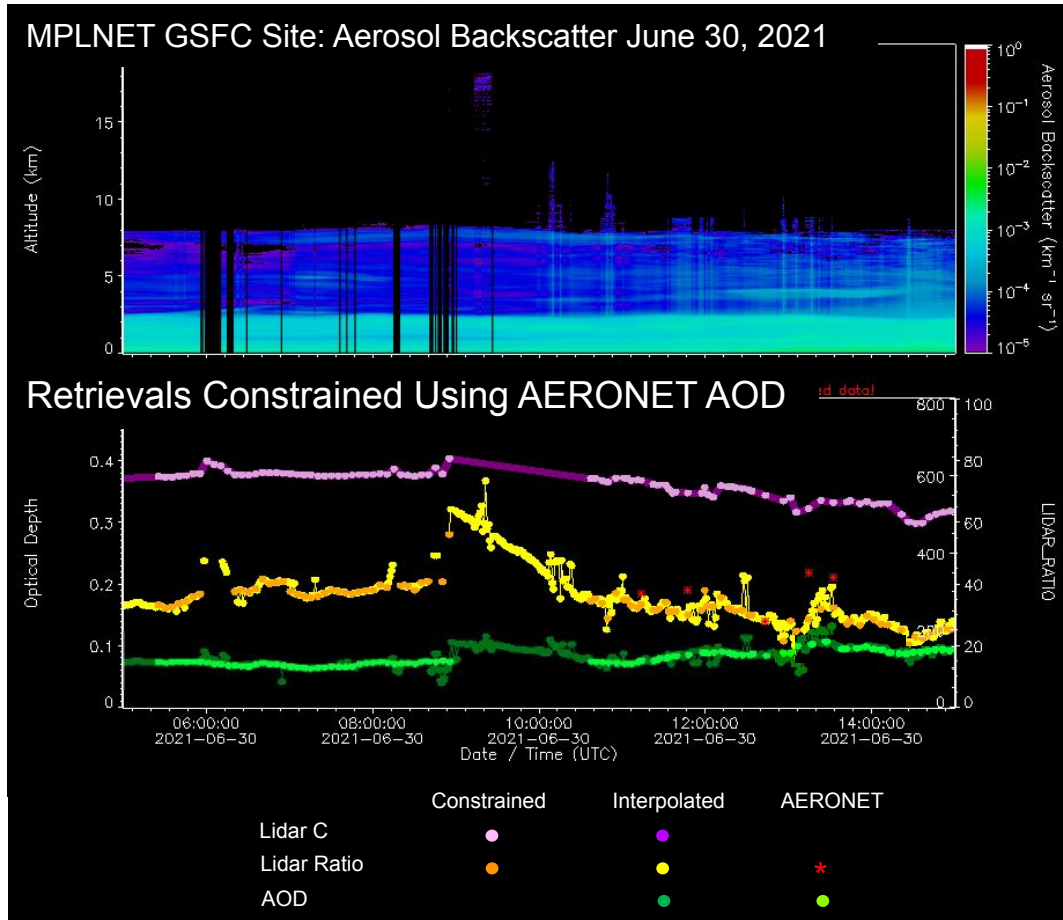 MPLNET GSFC Site: Aerosol Backscatter June 30, 2021
Altitude (km)
15
10
5
0
10⁰
10⁻¹
10⁻²
10⁻³
10⁻⁴
10⁻⁵
Aerosol Backscatter (km⁻¹ sr⁻¹)
Retrievals Constrained Using AERONET AOD
data!
Optical Depth
0.4
0.3
0.2
0.1
0
800
600
400
200
0
100
80
60
40
20
0
LIDAR_RATIO
06:00:00 08:00:00 10:00:00 12:00:00 14:00:00
2021-06-30 2021-06-30 2021-06-30 2021-06-30 2021-06-30
Date / Time (UTC)
Constrained Interpolated AERONET
Lidar C
Lidar Ratio
AOD